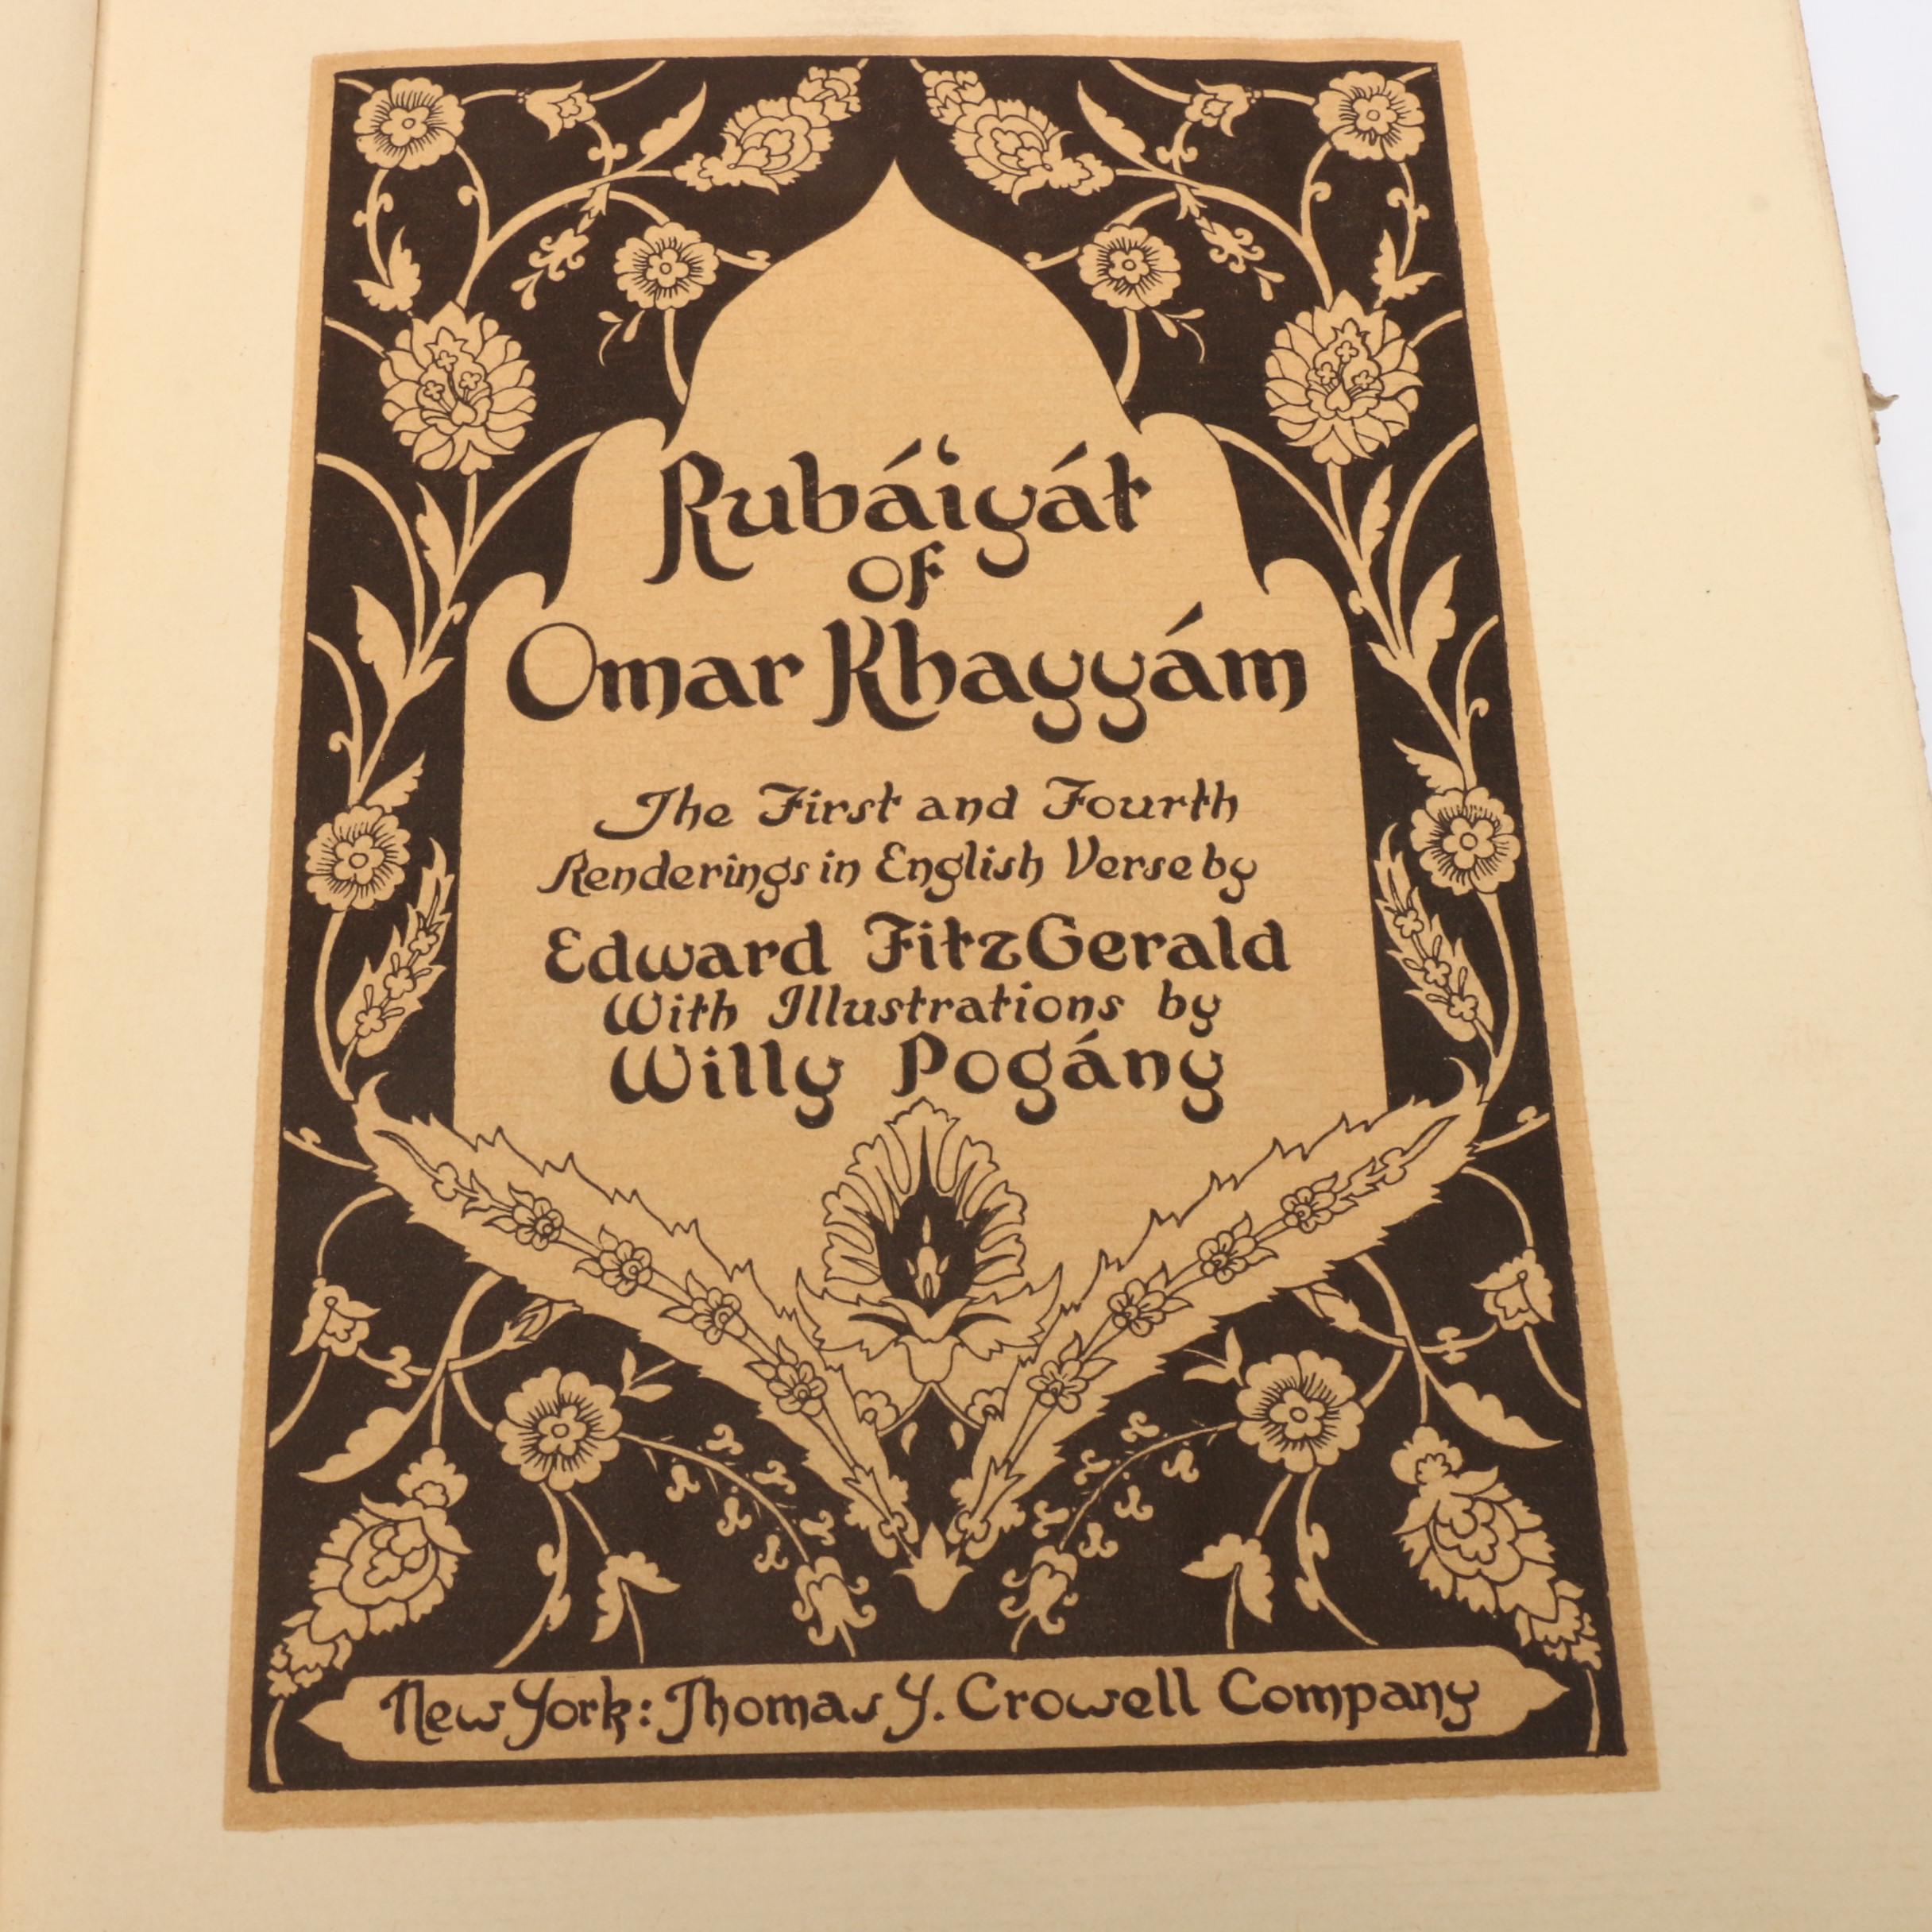 Rubáiyát
of
Omar Khayyám
The First and Fourth
Renderings in English Verse by
Edward FitzGerald
With Illustrations by
Willy Pogány
New York: Thomas Y. Crowell Company